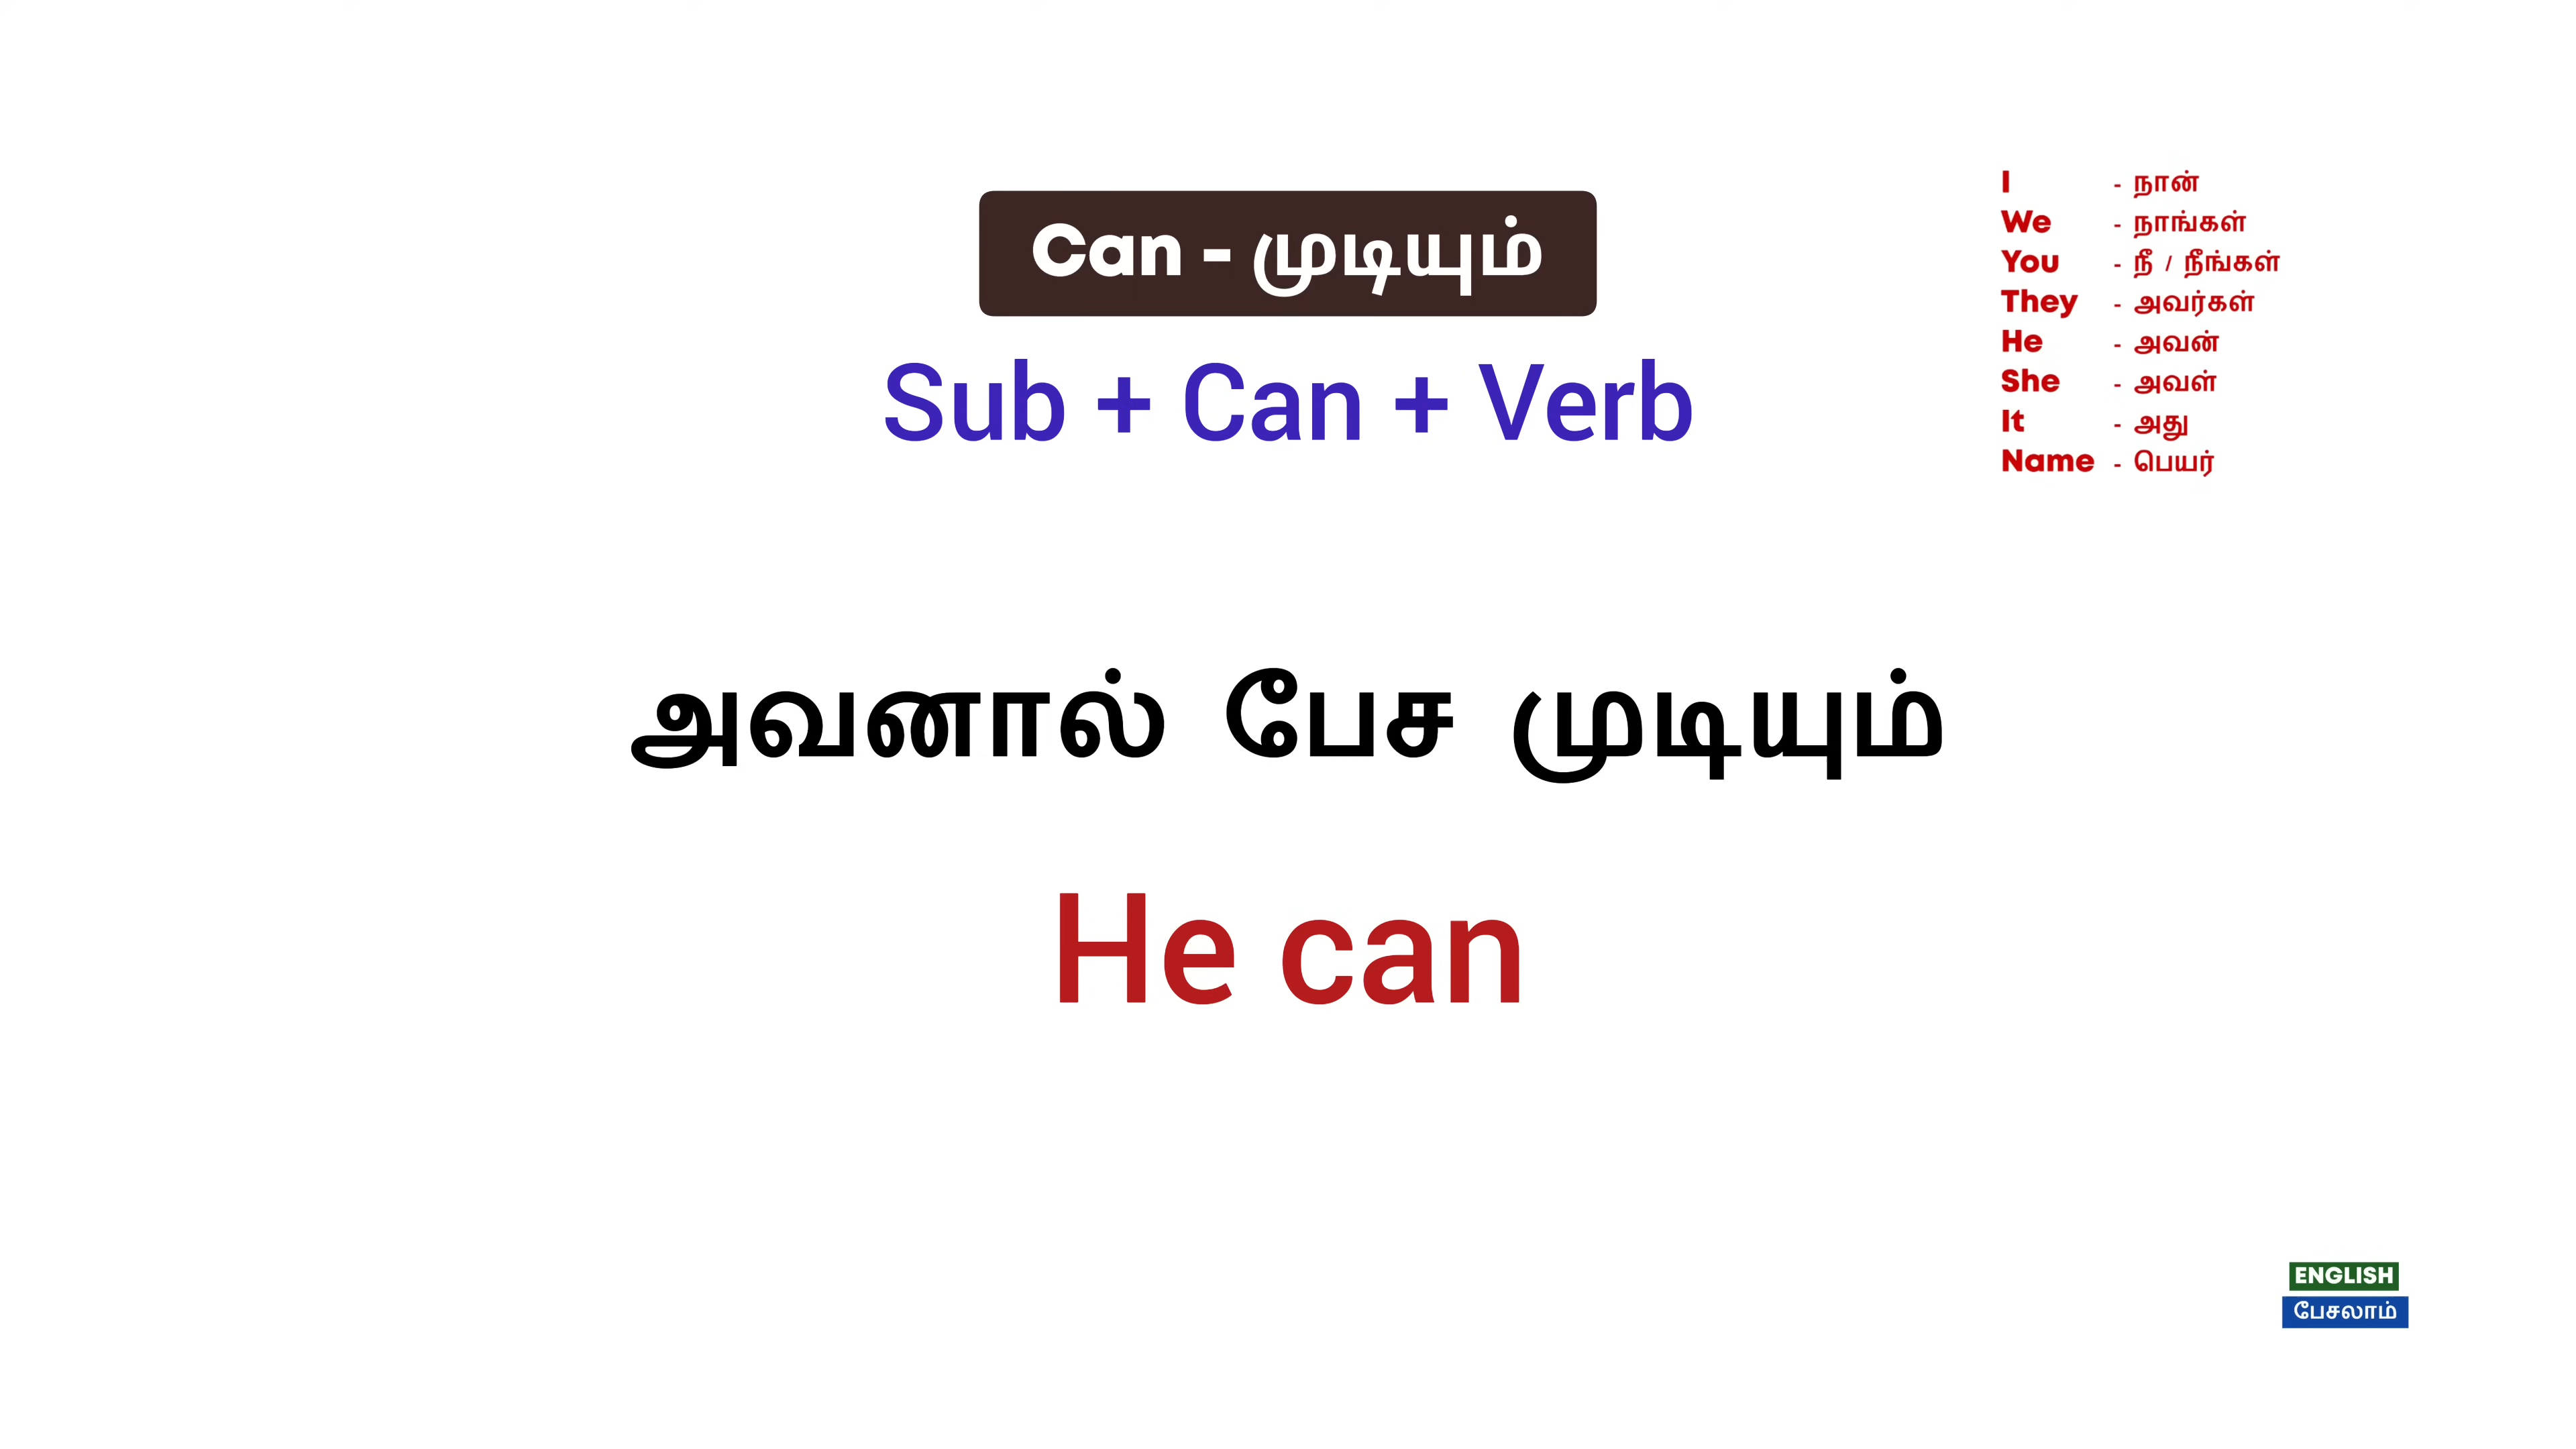 Can - முடியும்
Sub + Can + Verb
I - நான்
We - நாங்கள்
You - நீ / நீங்கள்
They - அவர்கள்
He - அவன்
She - அவள்
It - அது
Name - பெயர்
அவனால் பேச முடியும்
He can
ENGLISH
பேசலாம்